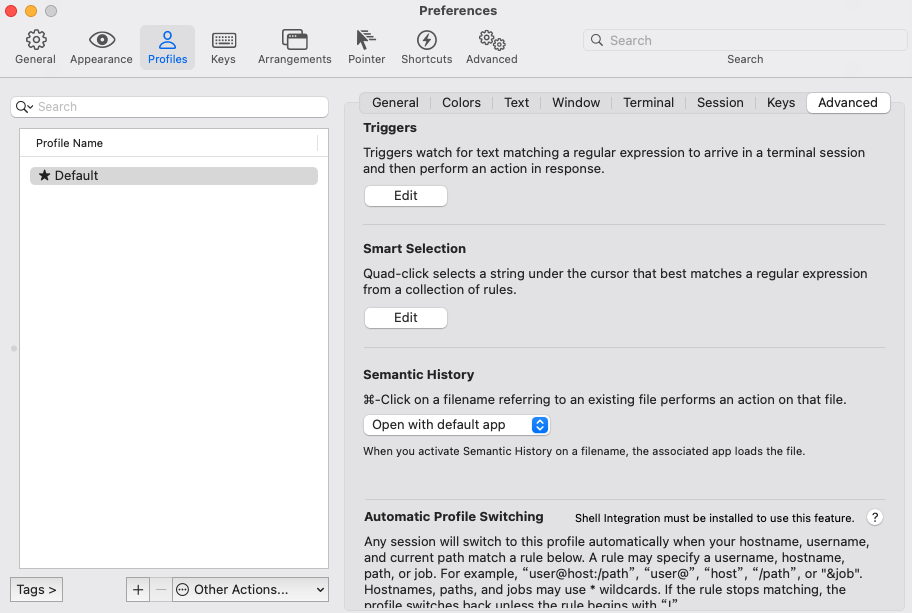 Preferences
General Appearance Profiles Keys Arrangements Pointer Shortcuts Advanced
Search
Search
Search
Profile Name
★ Default
Tags >
+ − Other Actions...
General Colors Text Window Terminal Session Keys Advanced
Triggers
Triggers watch for text matching a regular expression to arrive in a terminal session
and then perform an action in response.
Edit
Smart Selection
Quad-click selects a string under the cursor that best matches a regular expression
from a collection of rules.
Edit
Semantic History
⌘-Click on a filename referring to an existing file performs an action on that file.
Open with default app
When you activate Semantic History on a filename, the associated app loads the file.
Automatic Profile Switching Shell Integration must be installed to use this feature. ?
Any session will switch to this profile automatically when your hostname, username,
and current path match a rule below. A rule may specify a username, hostname,
path, or job. For example, “user@host:/path”, “user@”, “host”, “/path”, or "&job".
Hostnames, paths, and jobs may use * wildcards. If the rule stops matching, the
profile switches back unless the rule begins with “!”